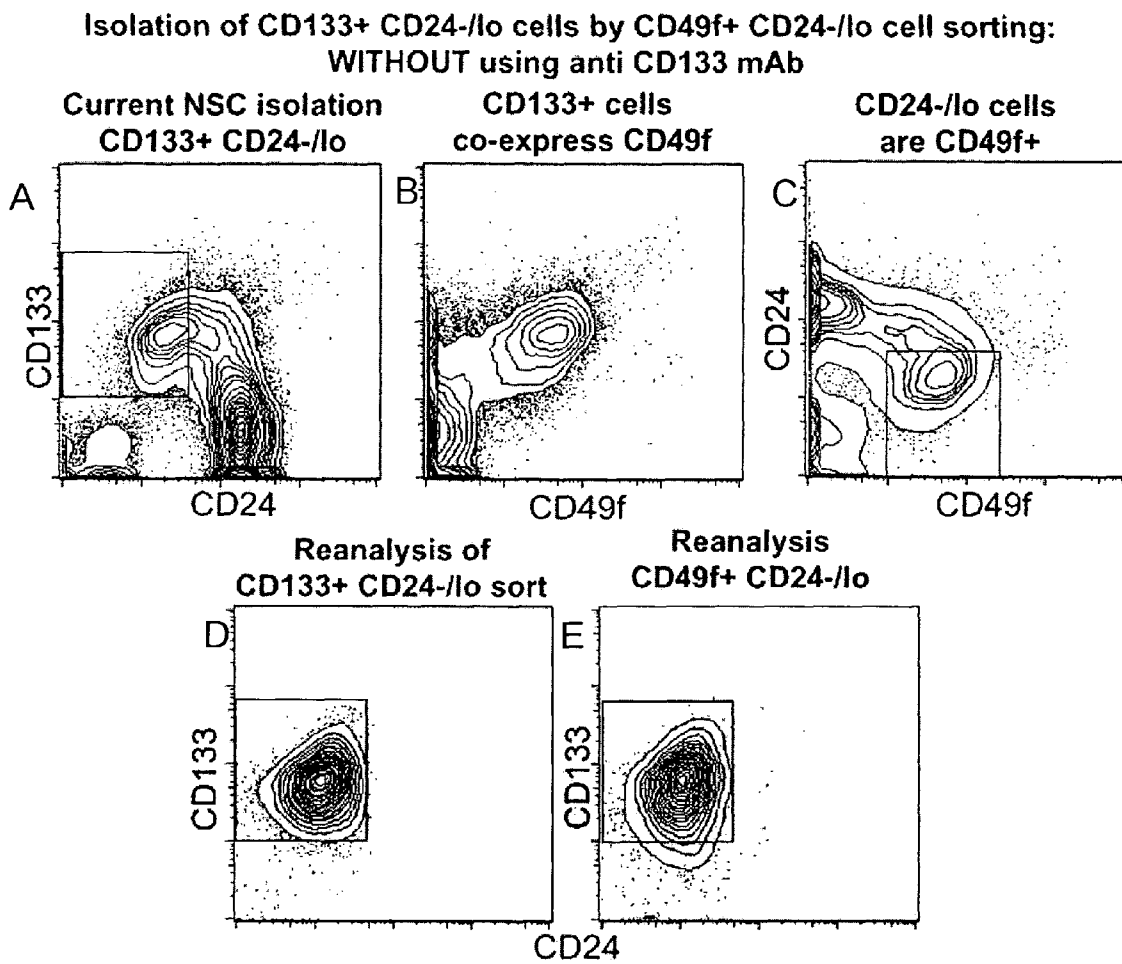 Isolation of CD133+ CD24-/lo cells by CD49f+ CD24-/lo cell sorting:
WITHOUT using anti CD133 mAb
Current NSC isolation
CD133+ CD24-/lo
CD133+ cells
co-express CD49f
CD24-/lo cells
are CD49f+
A
CD133
CD24
B
CD49f
C
CD24
CD49f
Reanalysis of
CD133+ CD24-/lo sort
Reanalysis
CD49f+ CD24-/lo
D
CD133
E
CD133
CD24